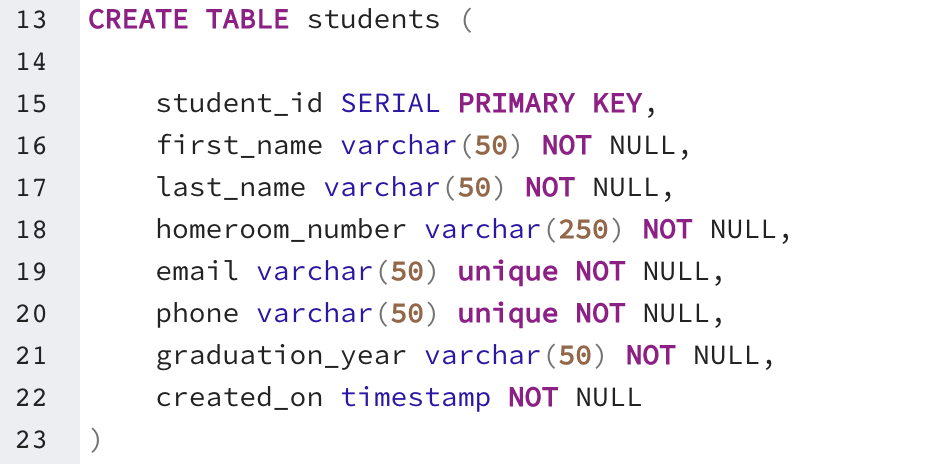 13 CREATE TABLE students (
14
15     student_id SERIAL PRIMARY KEY,
16     first_name varchar(50) NOT NULL,
17     last_name varchar(50) NOT NULL,
18     homeroom_number varchar(250) NOT NULL,
19     email varchar(50) unique NOT NULL,
20     phone varchar(50) unique NOT NULL,
21     graduation_year varchar(50) NOT NULL,
22     created_on timestamp NOT NULL
23 )